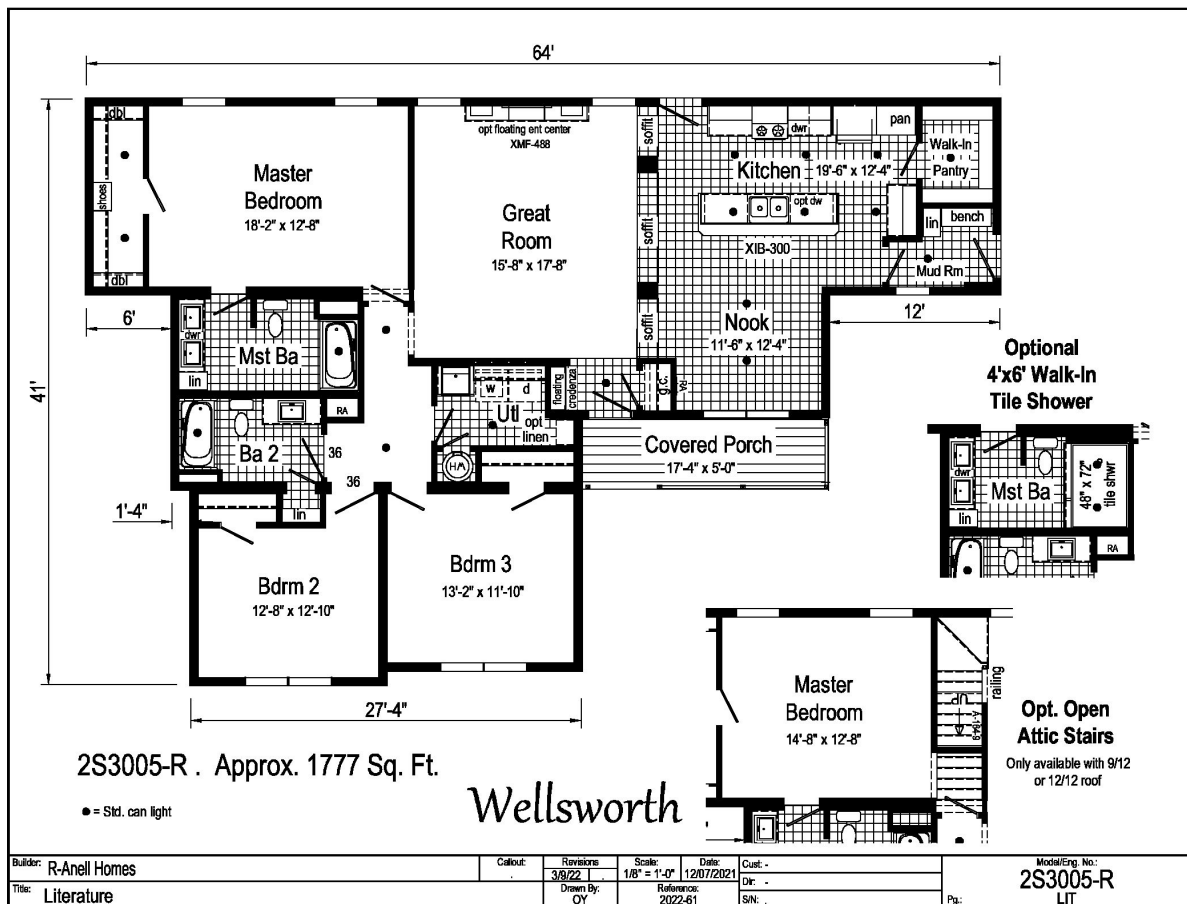 64'
41'
dbl
shoes
dbl
Master
Bedroom
18'-2" x 12'-8"
opt floating ent center
XMF-488
Great
Room
15'-8" x 17'-8"
soffit
soffit
soffit
dwr
pan
Kitchen 19'-6" x 12'-4"
opt dw
XIB-300
Walk-In
Pantry
lin
bench
Mud Rm
6'
12'
Nook
11'-6" x 12'-4"
dwr
lin
Mst Ba
RA
Ba 2
36
36
lin
w
d
Utl
opt
linen
HW
floating
credenza
g.c.
RA
Covered Porch
17'-4" x 5'-0"
1'-4"
Bdrm 2
12'-8" x 12'-10"
Bdrm 3
13'-2" x 11'-10"
27'-4"
Optional
4'x6' Walk-In
Tile Shower
dwr
lin
Mst Ba
48" x 72"
tile shwr
RA
Master
Bedroom
14'-8" x 12'-8"
UP
A-184-9
railing
Opt. Open
Attic Stairs
Only available with 9/12
or 12/12 roof
2S3005-R . Approx. 1777 Sq. Ft.
● = Std. can light
Wellsworth
Builder: R-Anell Homes
Title: Literature
Callout:
.
Revisions
3/9/22 .
Drawn By:
OY
Scale:
1/8" = 1'-0"
Date:
12/07/2021
Reference:
2022-61
Cust: -
Dir: -
S/N: .
Model/Eng. No.:
2S3005-R
Pg.: LIT